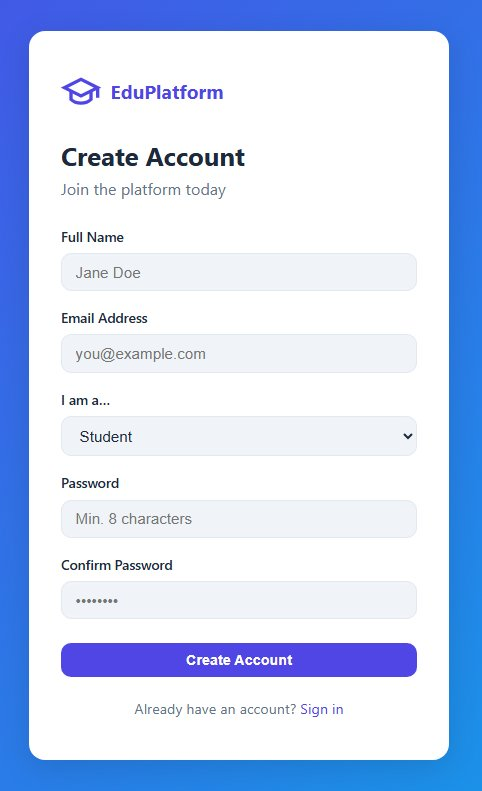 EduPlatform
Create Account
Join the platform today
Full Name
Jane Doe
Email Address
you@example.com
I am a...
Student
Password
Min. 8 characters
Confirm Password
••••••••
Create Account
Already have an account? Sign in